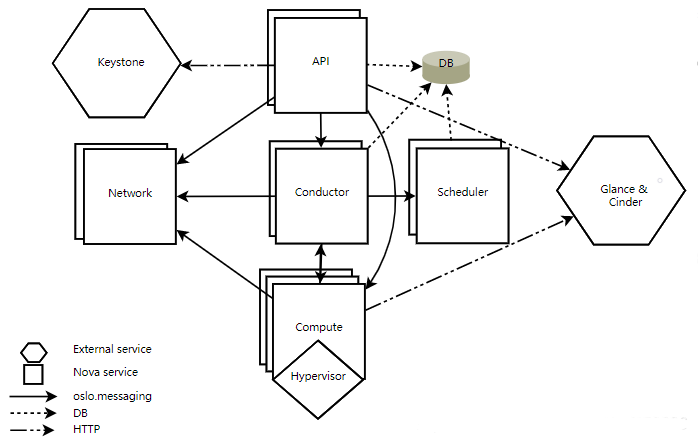 Keystone
API
DB
Network
Conductor
Scheduler
Glance &
Cinder
Compute
Hypervisor
External service
Nova service
oslo.messaging
DB
HTTP